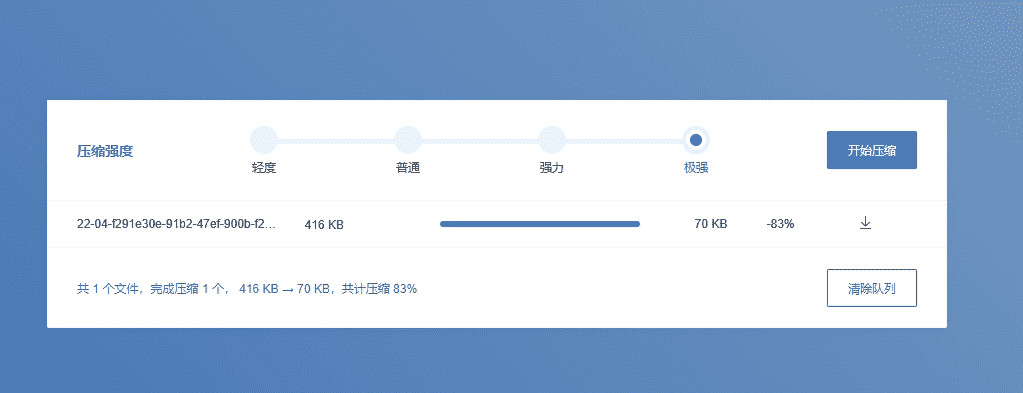 压缩强度
轻度 普通 强力 极强
开始压缩
22-04-f291e30e-91b2-47ef-900b-f2... 416 KB 70 KB -83%
共 1 个文件，完成压缩 1 个， 416 KB → 70 KB，共计压缩 83%
清除队列